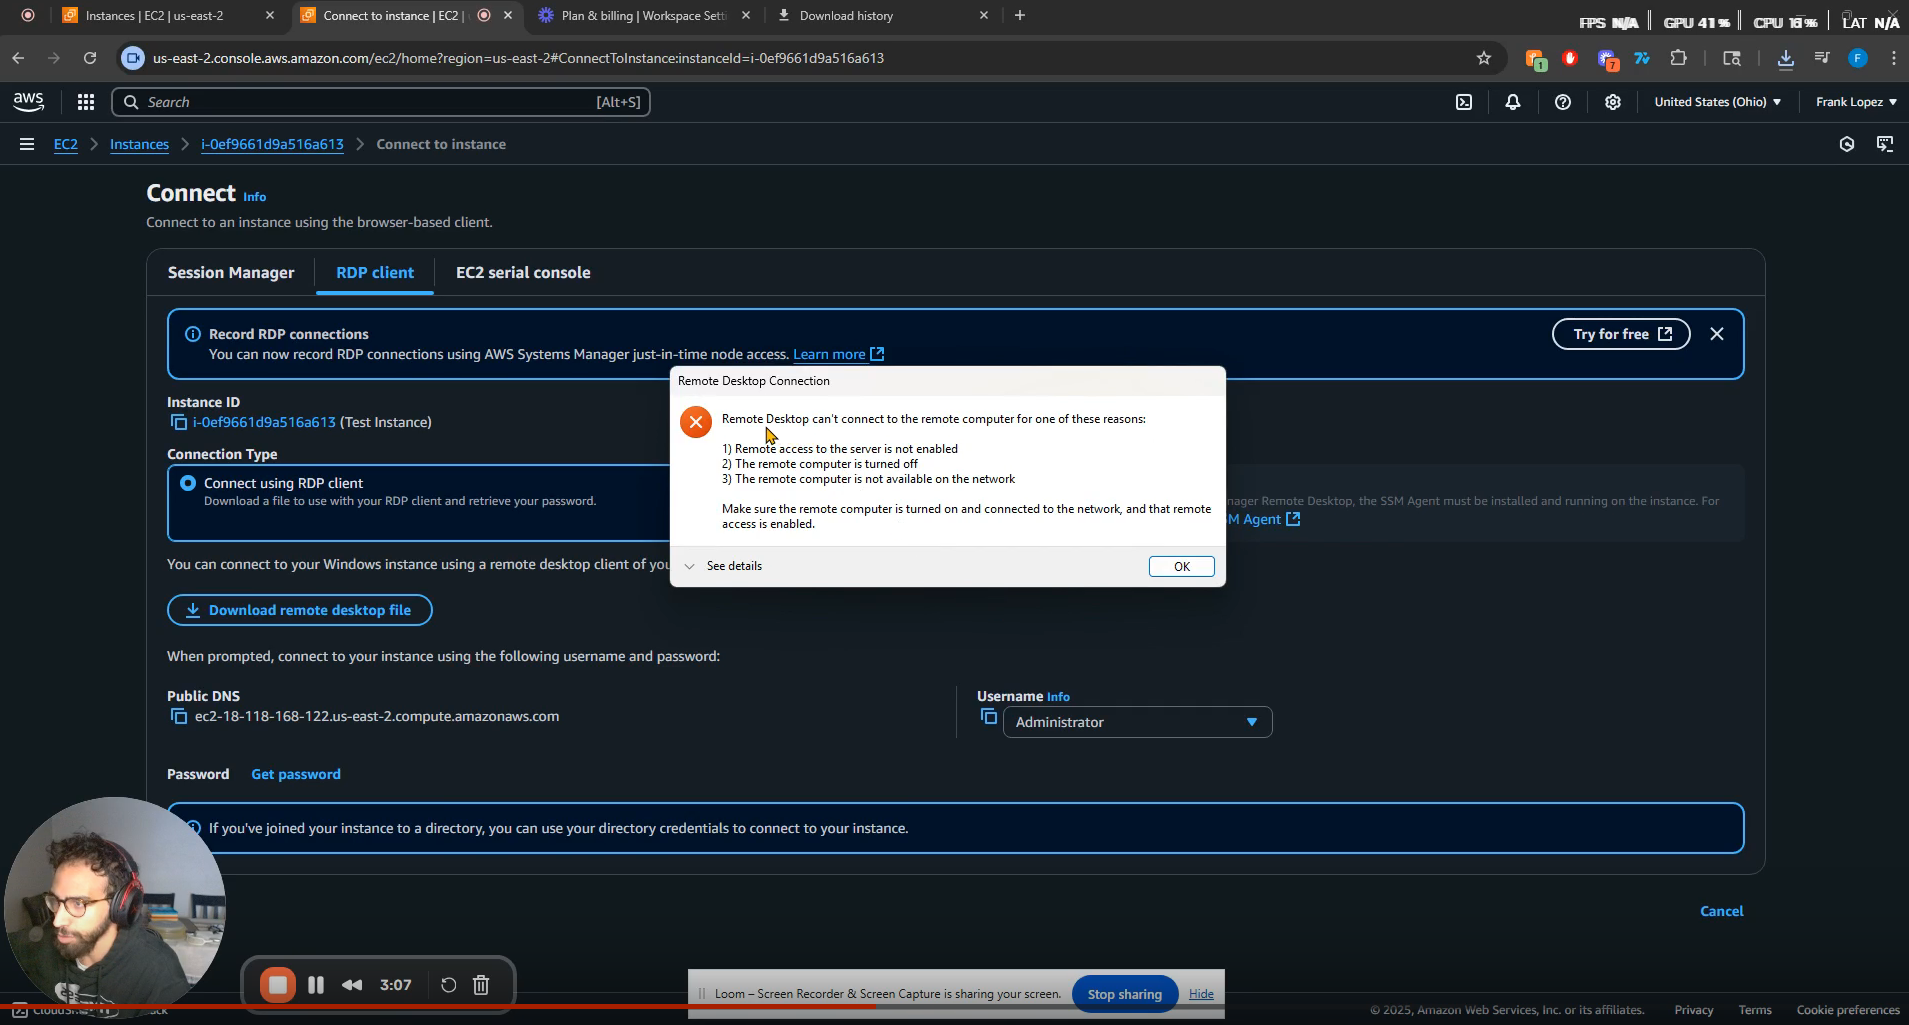 Instances | EC2 | us-east-2
Connect to instance | EC2 |
Plan & billing | Workspace Setti
Download history
FPS N/A
GPU 41%
CPU
LAT N/A
us-east-2.console.aws.amazon.com/ec2/home?region=us-east-2#ConnectToInstance:instanceId=i-0ef9661d9a516a613
1
7
F
aws
Search
[Alt+S]
United States (Ohio)
Frank Lopez
EC2
Instances
i-0ef9661d9a516a613
Connect to instance
Connect Info
Connect to an instance using the browser-based client.
Session Manager
RDP client
EC2 serial console
Record RDP connections
You can now record RDP connections using AWS Systems Manager just-in-time node access. Learn more
Try for free
Instance ID
i-0ef9661d9a516a613 (Test Instance)
Connection Type
Connect using RDP client
Download a file to use with your RDP client and retrieve your password.
nager Remote Desktop, the SSM Agent must be installed and running on the instance. For
M Agent
Remote Desktop Connection
Remote Desktop can't connect to the remote computer for one of these reasons:
1) Remote access to the server is not enabled
2) The remote computer is turned off
3) The remote computer is not available on the network
Make sure the remote computer is turned on and connected to the network, and that remote
access is enabled.
See details
OK
You can connect to your Windows instance using a remote desktop client of you
Download remote desktop file
When prompted, connect to your instance using the following username and password:
Public DNS
ec2-18-118-168-122.us-east-2.compute.amazonaws.com
Username Info
Administrator
Password
Get password
If you've joined your instance to a directory, you can use your directory credentials to connect to your instance.
Cancel
3:07
Loom – Screen Recorder & Screen Capture is sharing your screen.
Stop sharing
Hide
© 2025, Amazon Web Services, Inc. or its affiliates.
Privacy
Terms
Cookie preferences